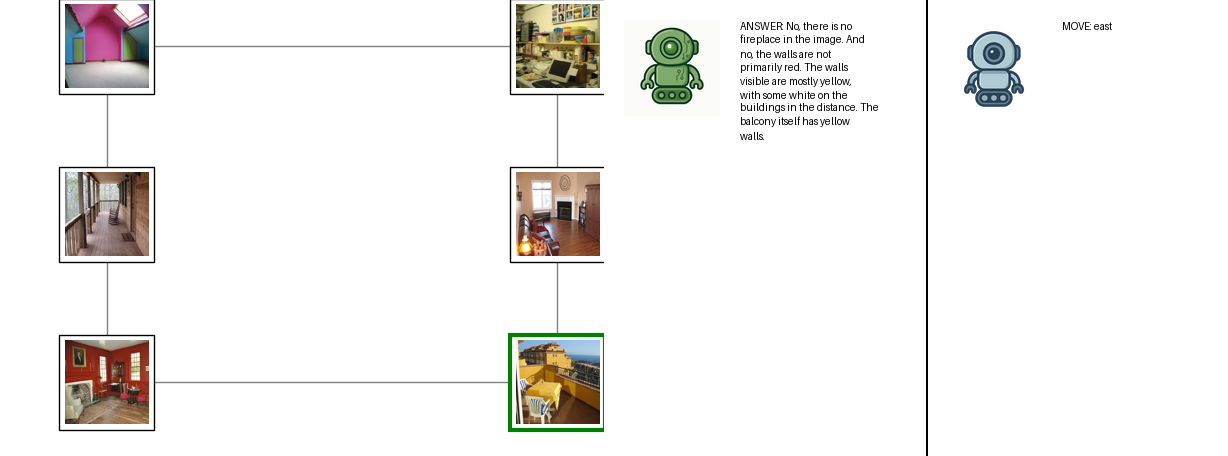 ANSWER: No, there is no
fireplace in the image. And
no, the walls are not
primarily red. The walls
visible are mostly yellow,
with some white on the
buildings in the distance. The
balcony itself has yellow
walls.
MOVE: east